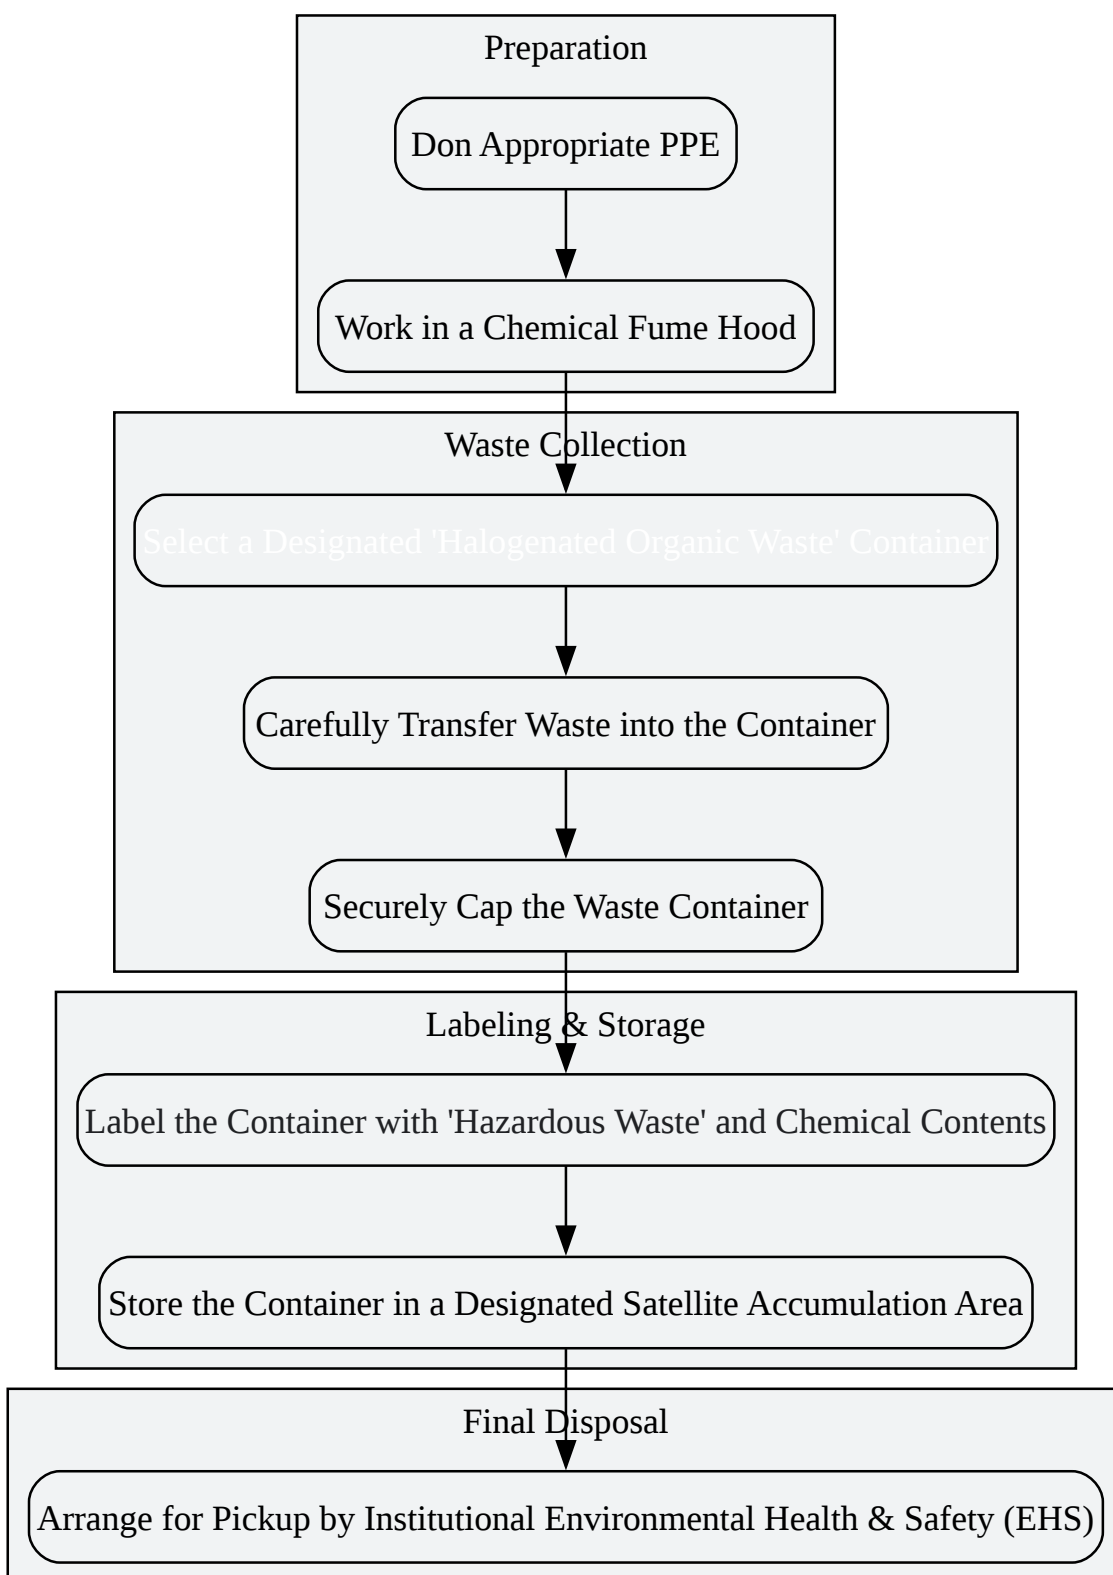 Preparation
Don Appropriate PPE
Work in a Chemical Fume Hood
Waste Collection
Select a Designated 'Halogenated Organic Waste' Container
Carefully Transfer Waste into the Container
Securely Cap the Waste Container
Labeling & Storage
Label the Container with 'Hazardous Waste' and Chemical Contents
Store the Container in a Designated Satellite Accumulation Area
Final Disposal
Arrange for Pickup by Institutional Environmental Health & Safety (EHS)